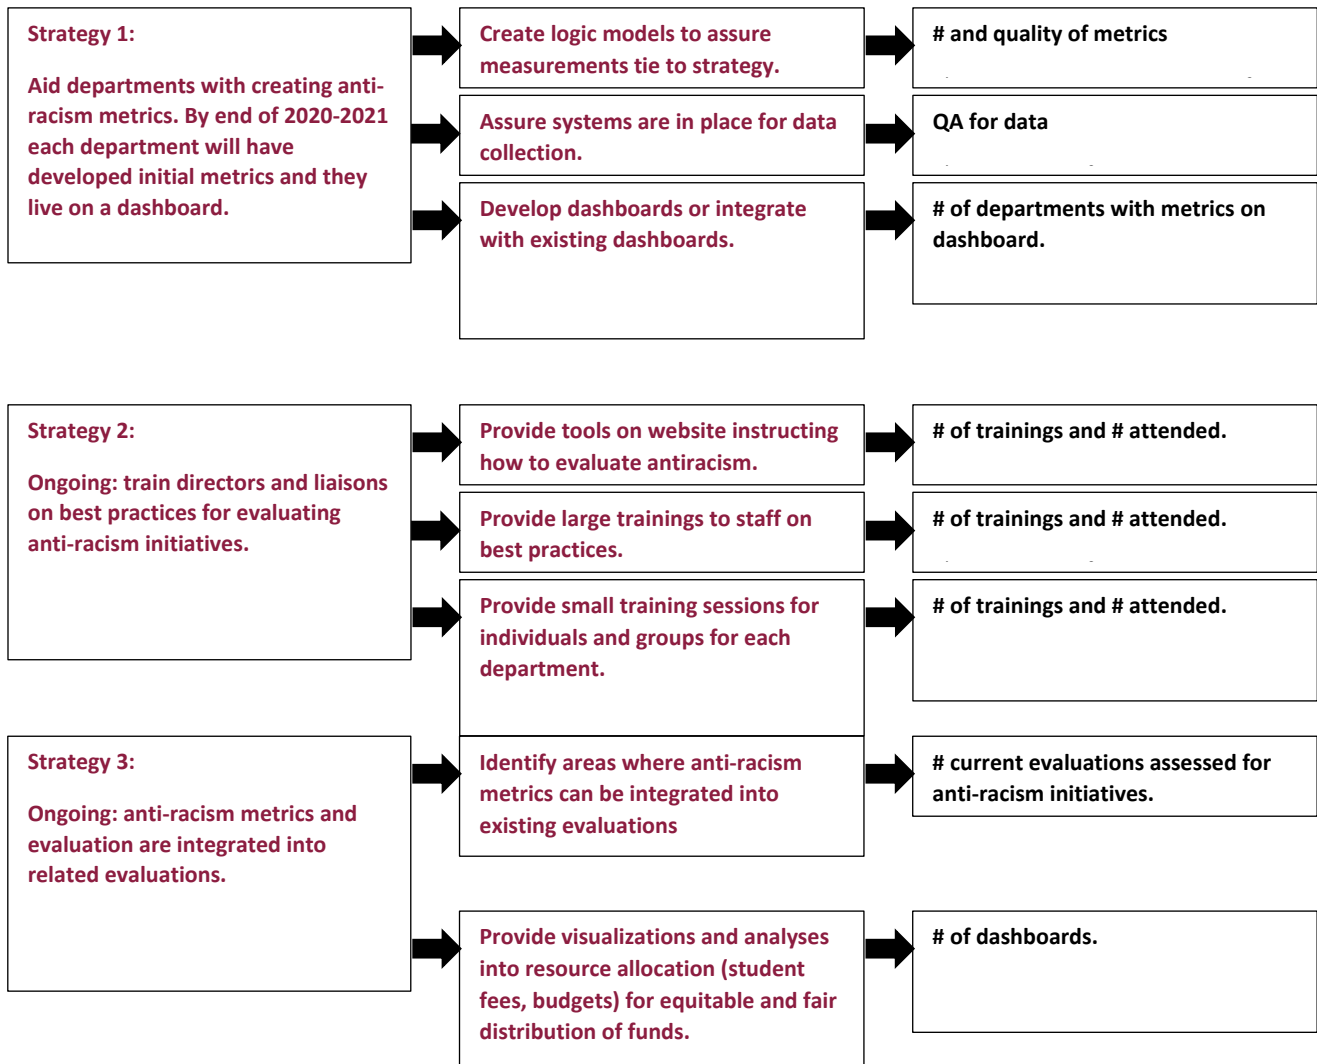 Strategy 1:
Aid departments with creating anti-
racism metrics. By end of 2020-2021
each department will have
developed initial metrics and they
live on a dashboard.
Create logic models to assure
measurements tie to strategy.
# and quality of metrics
Assure systems are in place for data
collection.
QA for data
Develop dashboards or integrate
with existing dashboards.
# of departments with metrics on
dashboard.
Strategy 2:
Ongoing: train directors and liaisons
on best practices for evaluating
anti-racism initiatives.
Provide tools on website instructing
how to evaluate antiracism.
# of trainings and # attended.
Provide large trainings to staff on
best practices.
# of trainings and # attended.
Provide small training sessions for
individuals and groups for each
department.
# of trainings and # attended.
Strategy 3:
Ongoing: anti-racism metrics and
evaluation are integrated into
related evaluations.
Identify areas where anti-racism
metrics can be integrated into
existing evaluations
# current evaluations assessed for
anti-racism initiatives.
Provide visualizations and analyses
into resource allocation (student
fees, budgets) for equitable and fair
distribution of funds.
# of dashboards.